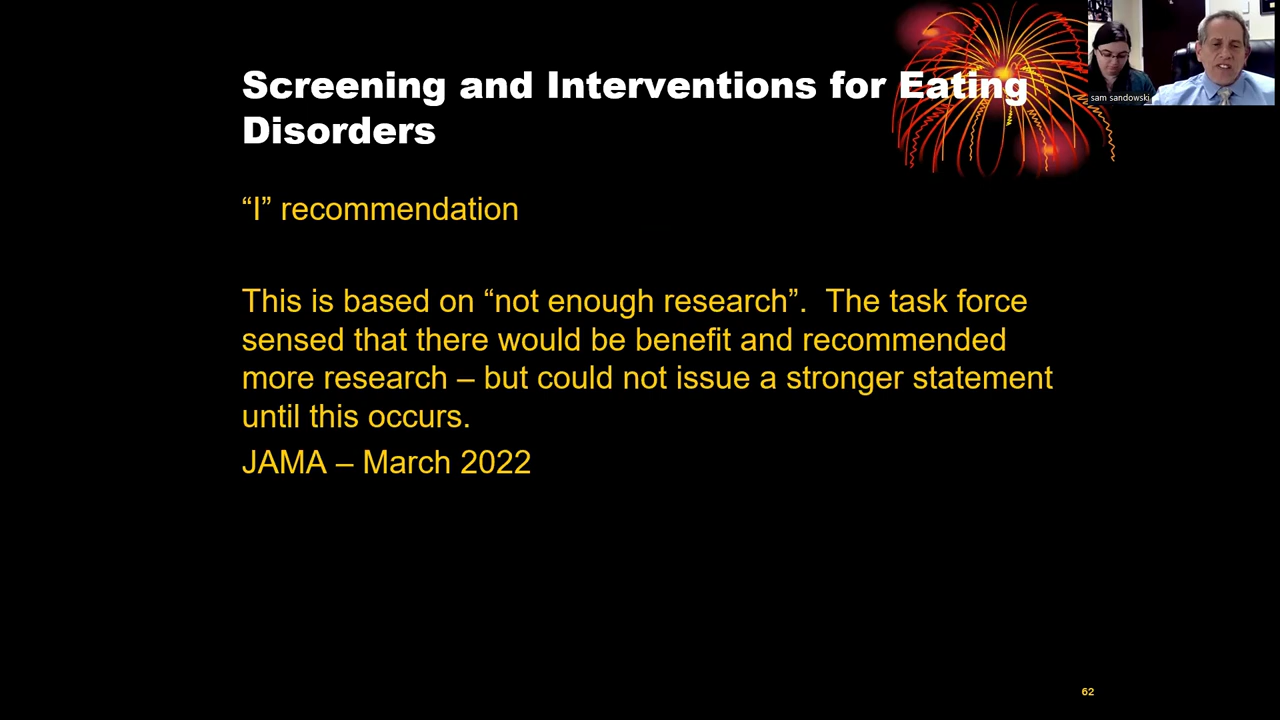 Screening and Interventions for Eating
Disorders
sam sandowski
“I” recommendation
This is based on “not enough research”.  The task force
sensed that there would be benefit and recommended
more research – but could not issue a stronger statement
until this occurs.
JAMA – March 2022
62